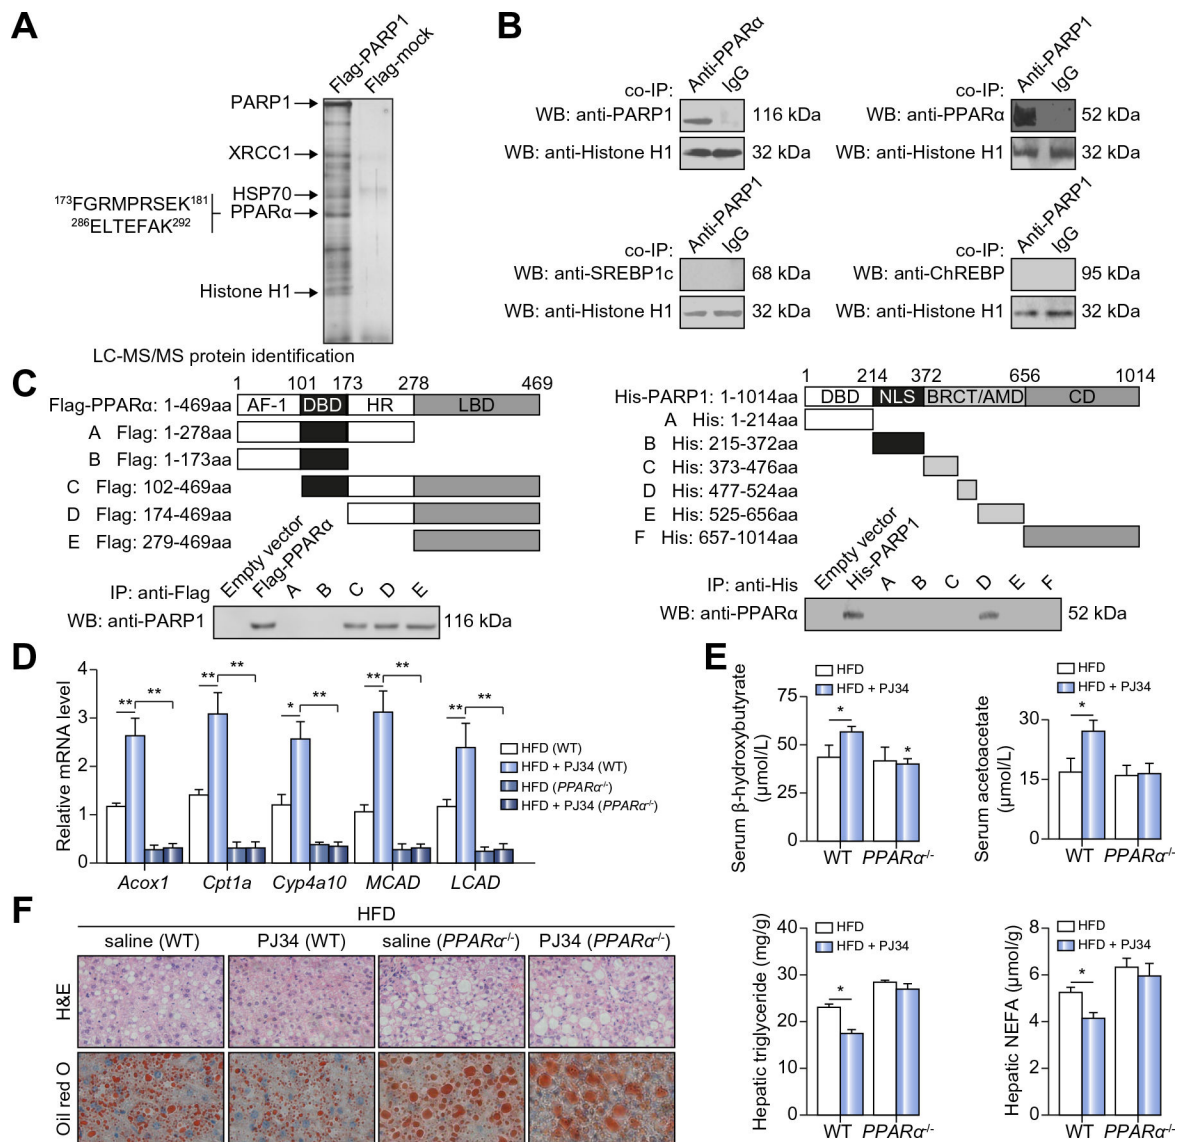 A
Flag-PARP1
Flag-mock
PARP1
XRCC1
HSP70
¹⁷³FGRMPRSEK¹⁸¹
²⁸⁶ELTEFAK²⁹²
PPARα
Histone H1
LC-MS/MS protein identification
B
co-IP: Anti-PPARα IgG
WB: anti-PARP1 116 kDa
WB: anti-Histone H1 32 kDa
co-IP: Anti-PARP1 IgG
WB: anti-PPARα 52 kDa
WB: anti-Histone H1 32 kDa
co-IP: Anti-PARP1 IgG
WB: anti-SREBP1c 68 kDa
WB: anti-Histone H1 32 kDa
co-IP: Anti-PARP1 IgG
WB: anti-ChREBP 95 kDa
WB: anti-Histone H1 32 kDa
C
1 101 173 278 469
Flag-PPARα: 1-469aa AF-1 DBD HR LBD
A Flag: 1-278aa
B Flag: 1-173aa
C Flag: 102-469aa
D Flag: 174-469aa
E Flag: 279-469aa
Empty vector
Flag-PPARα
IP: anti-Flag A B C D E
WB: anti-PARP1 116 kDa
1 214 372 656 1014
His-PARP1: 1-1014aa DBD NLS BRCT/AMD CD
A His: 1-214aa
B His: 215-372aa
C His: 373-476aa
D His: 477-524aa
E His: 525-656aa
F His: 657-1014aa
Empty vector
His-PARP1
IP: anti-His A B C D E F
WB: anti-PPARα 52 kDa
D
Relative mRNA level
4
3
2
1
0
** **
** **
* **
** **
** **
HFD (WT)
HFD + PJ34 (WT)
HFD (PPARα-/-)
HFD + PJ34 (PPARα-/-)
Acox1 Cpt1a Cyp4a10 MCAD LCAD
E
HFD
HFD + PJ34
Serum β-hydroxybutyrate
(μmol/L)
75
50
25
0
* *
WT PPARα-/-
HFD
HFD + PJ34
Serum acetoacetate
(μmol/L)
30
15
0
*
WT PPARα-/-
HFD
HFD + PJ34
Hepatic triglyceride (mg/g)
40
30
20
10
0
*
WT PPARα-/-
HFD
HFD + PJ34
Hepatic NEFA (μmol/g)
8
6
4
2
0
*
WT PPARα-/-
F
HFD
saline (WT) PJ34 (WT) saline (PPARα-/-) PJ34 (PPARα-/-)
H&E
Oil red O